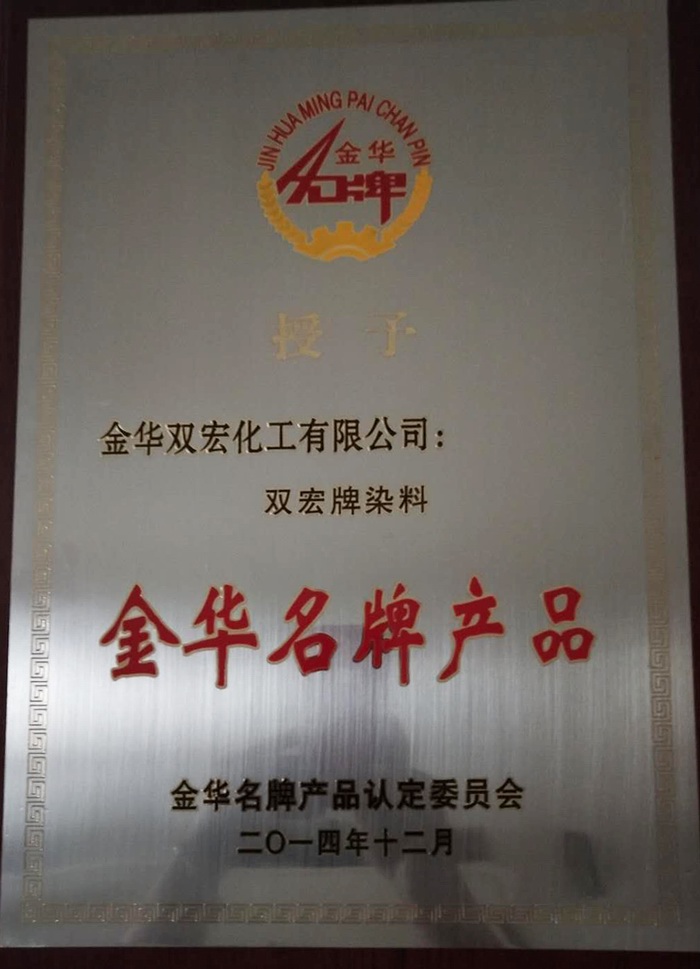 JIN HUA MING PAI CHAN PIN
金华
名牌
授予
金华双宏化工有限公司：
双宏牌染料
金华名牌产品
金华名牌产品认定委员会
二〇一四年十二月